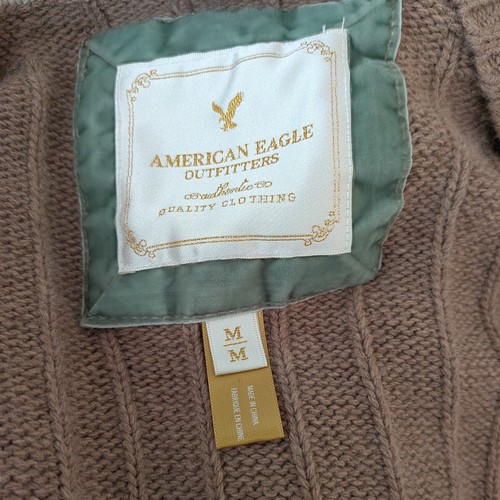 AMERICAN EAGLE
OUTFITTERS
authentic
QUALITY CLOTHING
M
M
MADE IN CHINA
FABRIQUÉ EN CHINE